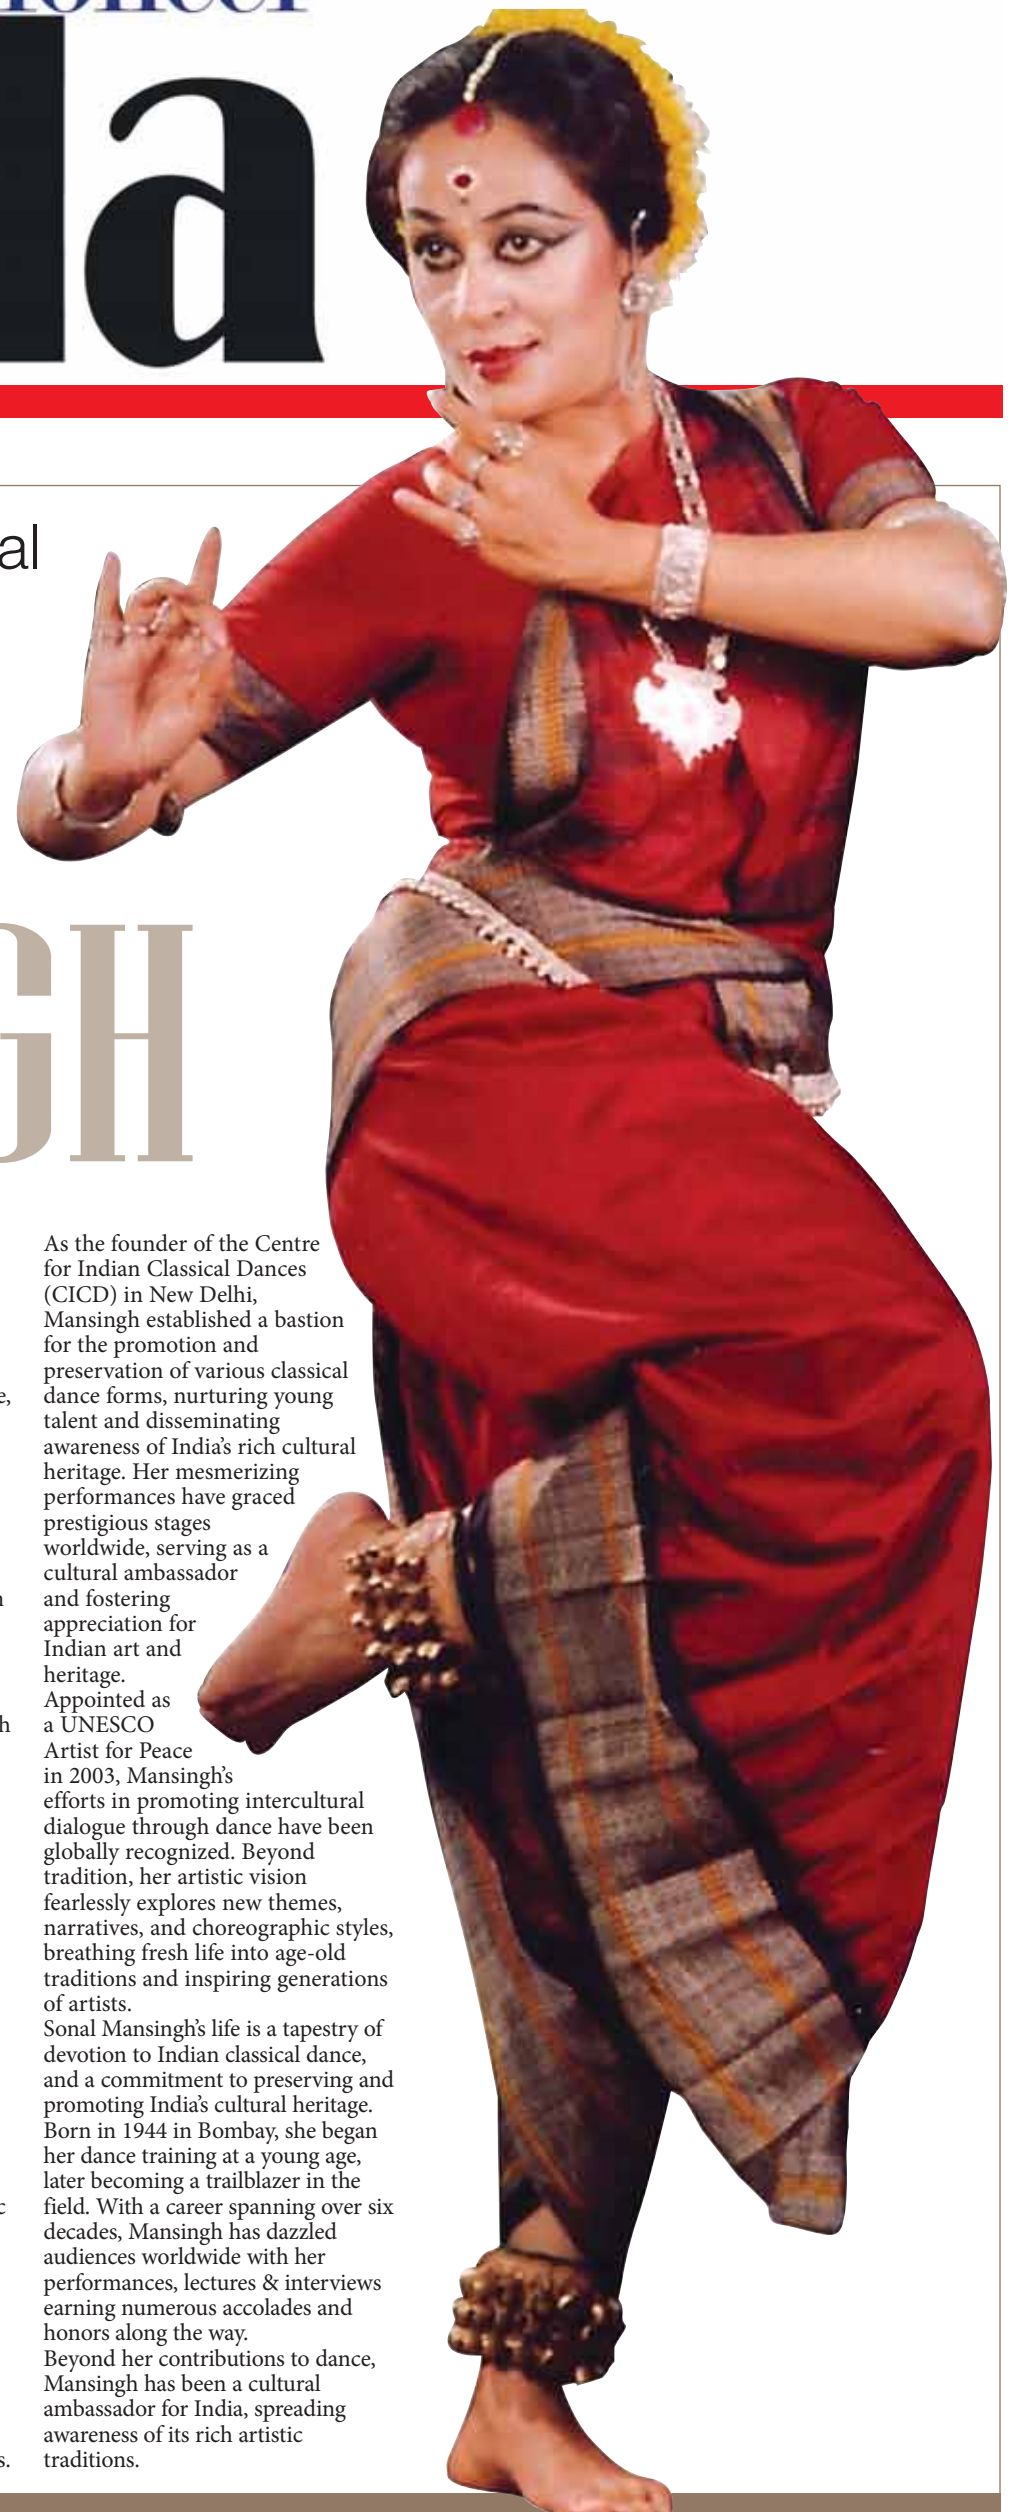 la
al
GH
As the founder of the Centre
for Indian Classical Dances
(CICD) in New Delhi,
Mansingh established a bastion
for the promotion and
preservation of various classical
dance forms, nurturing young
talent and disseminating
awareness of India's rich cultural
heritage. Her mesmerizing
performances have graced
prestigious stages
worldwide, serving as a
cultural ambassador
and fostering
appreciation for
Indian art and
heritage.
Appointed as
a UNESCO
Artist for Peace
in 2003, Mansingh's
efforts in promoting intercultural
dialogue through dance have been
globally recognized. Beyond
tradition, her artistic vision
fearlessly explores new themes,
narratives, and choreographic styles,
breathing fresh life into age-old
traditions and inspiring generations
of artists.
Sonal Mansingh's life is a tapestry of
devotion to Indian classical dance,
and a commitment to preserving and
promoting India's cultural heritage.
Born in 1944 in Bombay, she began
her dance training at a young age,
later becoming a trailblazer in the
field. With a career spanning over six
decades, Mansingh has dazzled
audiences worldwide with her
performances, lectures & interviews
earning numerous accolades and
honors along the way.
Beyond her contributions to dance,
Mansingh has been a cultural
ambassador for India, spreading
awareness of its rich artistic
traditions.